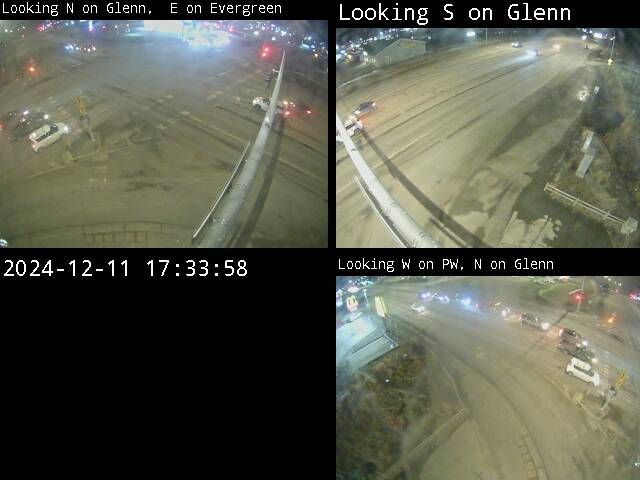 Looking N on Glenn,  E on Evergreen
Looking S on Glenn
2024-12-11 17:33:58
Looking W on PW, N on Glenn